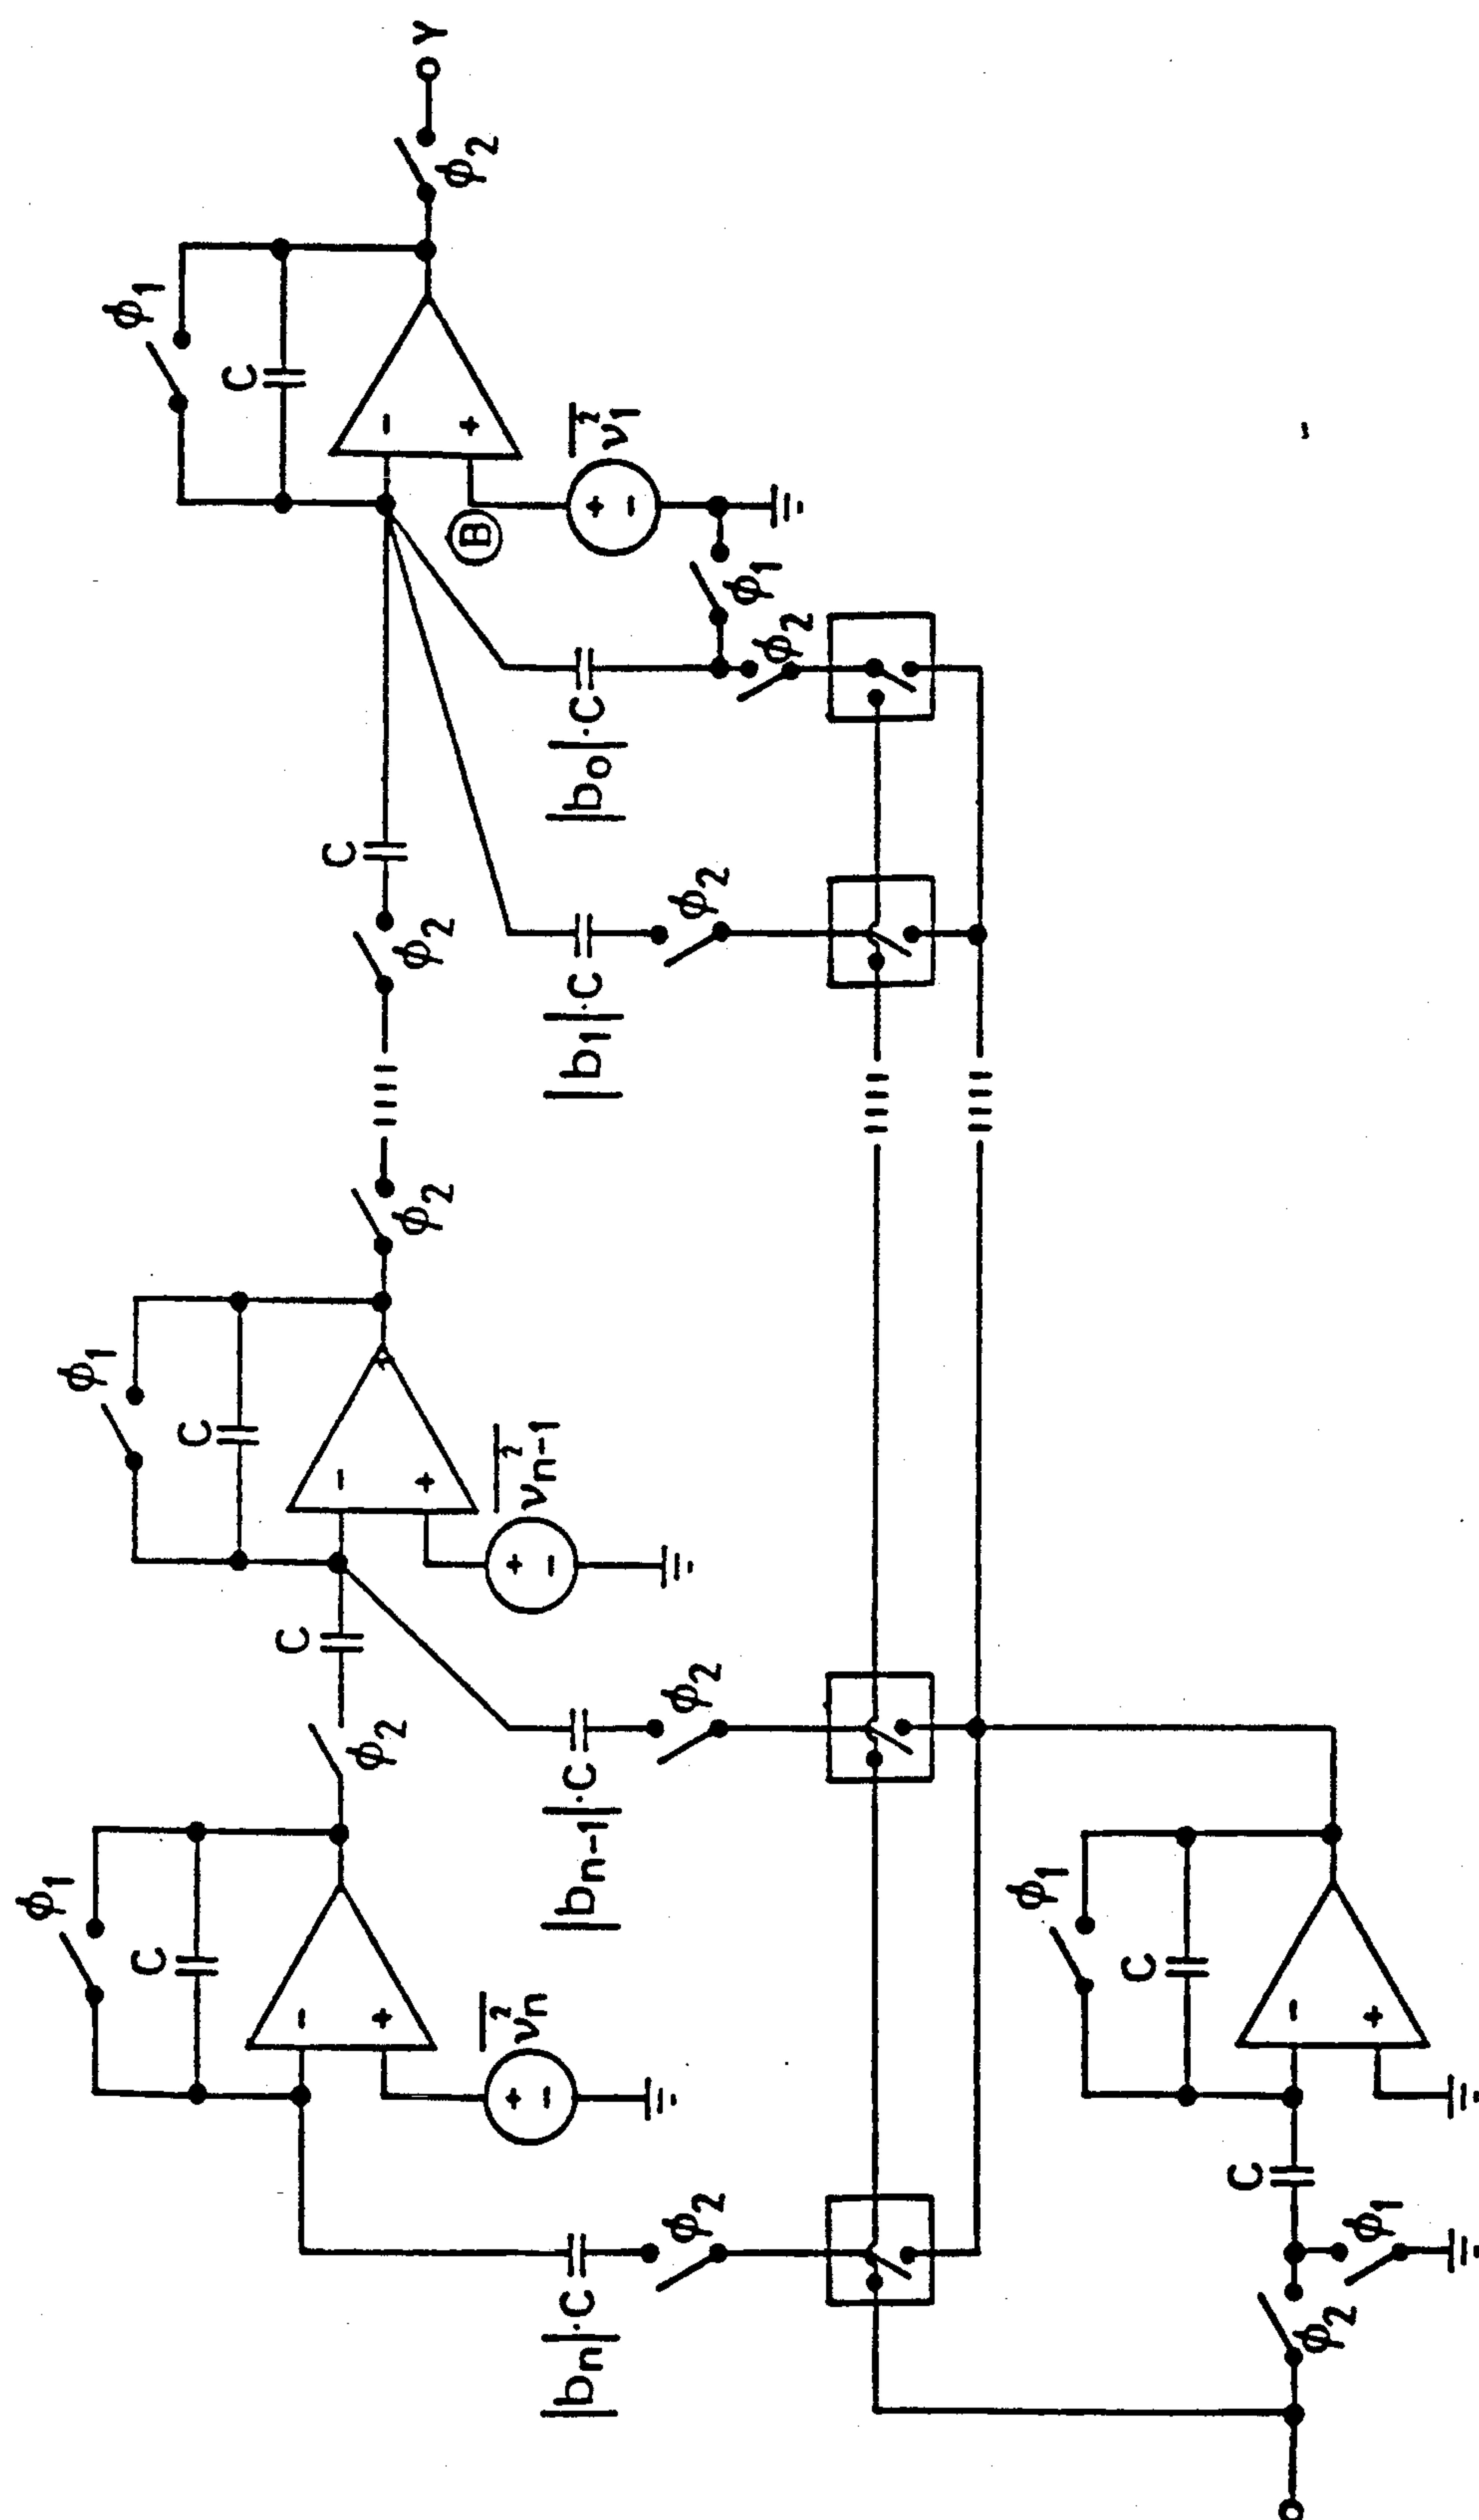 ϕ1
ϕ1
ϕ1
C
C
C
C
C
ϕ2
ϕ2
ϕ2
ϕ2
Y
−
+
−
+
−
+
B
+
−
+
−
+
−
vₙ²
vₙ₋₁²
v₁²
|bₙ|·C
|bₙ₋₁|·C
|b₁|·C
|b₀|·C
ϕ2
ϕ2
ϕ2
ϕ2
ϕ1
ϕ1
C
C
−
+
ϕ2
ϕ1